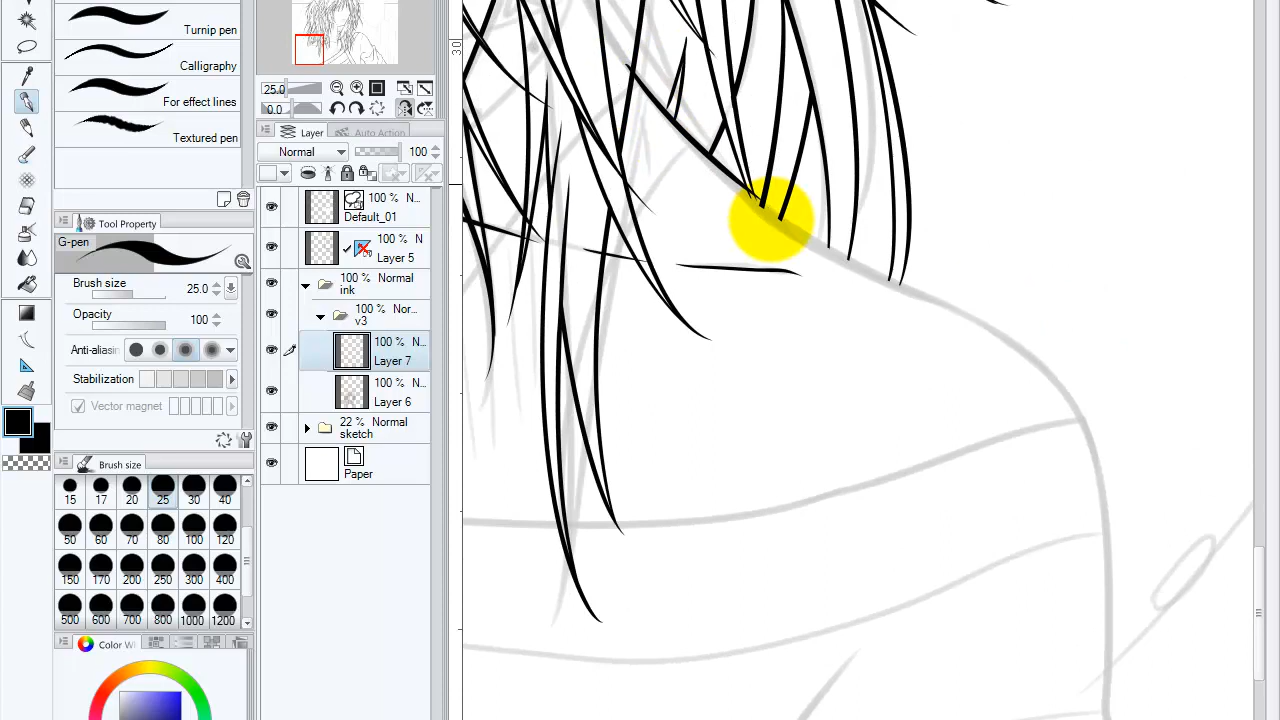 Turnip pen
Calligraphy
For effect lines
Textured pen
Tool Property
G-pen
Brush size 25.0
Opacity 100
Anti-aliasin
Stabilization
Vector magnet
Brush size
15 17 20 25 30 40
50 60 70 80 100 120
150 170 200 250 300 400
500 600 700 800 1000 1200
Color W
25.0
0.0
Layer Auto Action
Normal 100
100 % N...
Default_01
100 % N
Layer 5
100 % Normal
ink
100 % Nor...
v3
100 % N...
Layer 7
100 % N...
Layer 6
22 % Normal
sketch
Paper
30